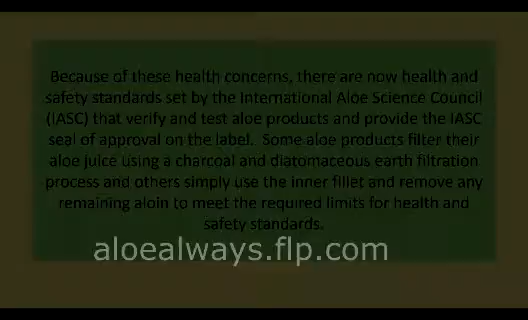 Because of these health concerns, there are now health and
safety standards set by the International Aloe Science Council
(IASC) that verify and test aloe products and provide the IASC
seal of approval on the label.  Some aloe products filter their
aloe juice using a charcoal and diatomaceous earth filtration
process and others simply use the inner fillet and remove any
remaining aloin to meet the required limits for health and
safety standards.
aloealways.flp.com